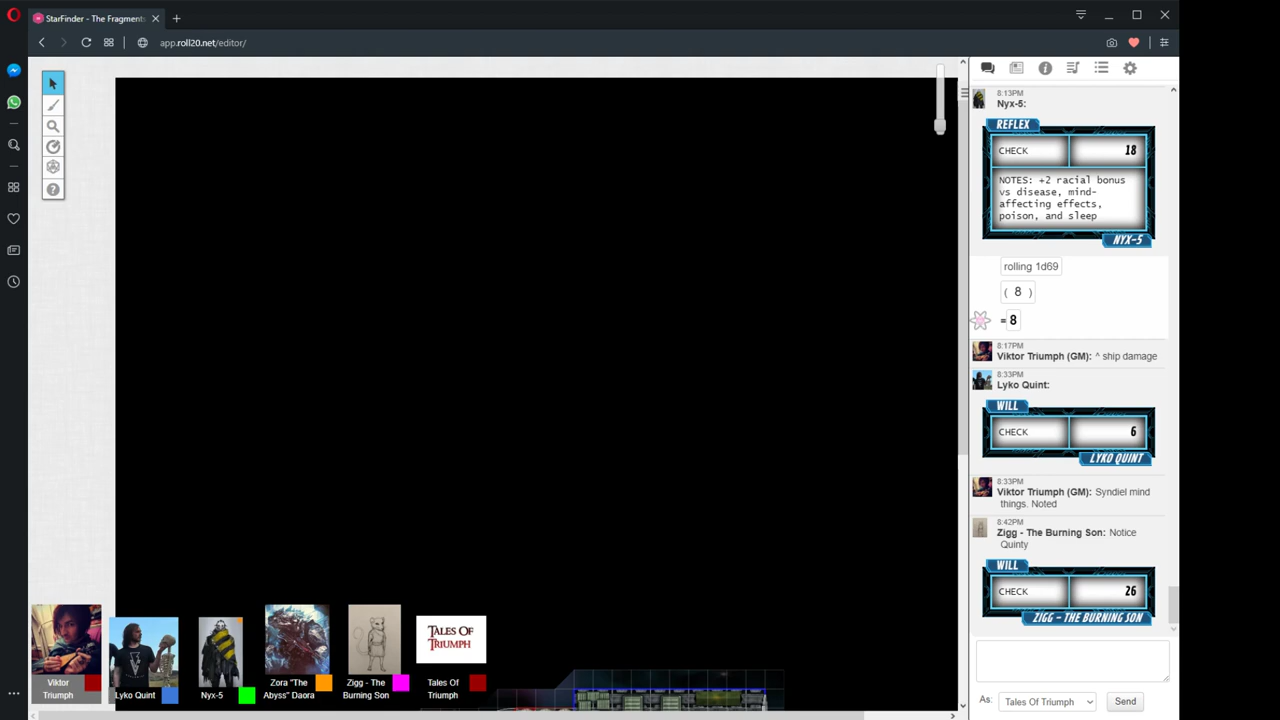 StarFinder - The Fragments
app.roll20.net/editor/
8:13PM
Nyx-5:
REFLEX
CHECK 18
NOTES: +2 racial bonus
vs disease, mind-
affecting effects,
poison, and sleep
NYX-5
rolling 1d69
( 8 )
= 8
8:17PM
Viktor Triumph (GM): ^ ship damage
8:33PM
Lyko Quint:
WILL
CHECK 6
LYKO QUINT
8:33PM
Viktor Triumph (GM): Syndiel mind
things. Noted
8:42PM
Zigg - The Burning Son: Notice
Quinty
WILL
CHECK 26
ZIGG - THE BURNING SON
TALES OF
TRIUMPH
Viktor
Triumph
Lyko Quint
Nyx-5
Zora "The
Abyss" Daora
Zigg - The
Burning Son
Tales Of
Triumph
As: Tales Of Triumph Send